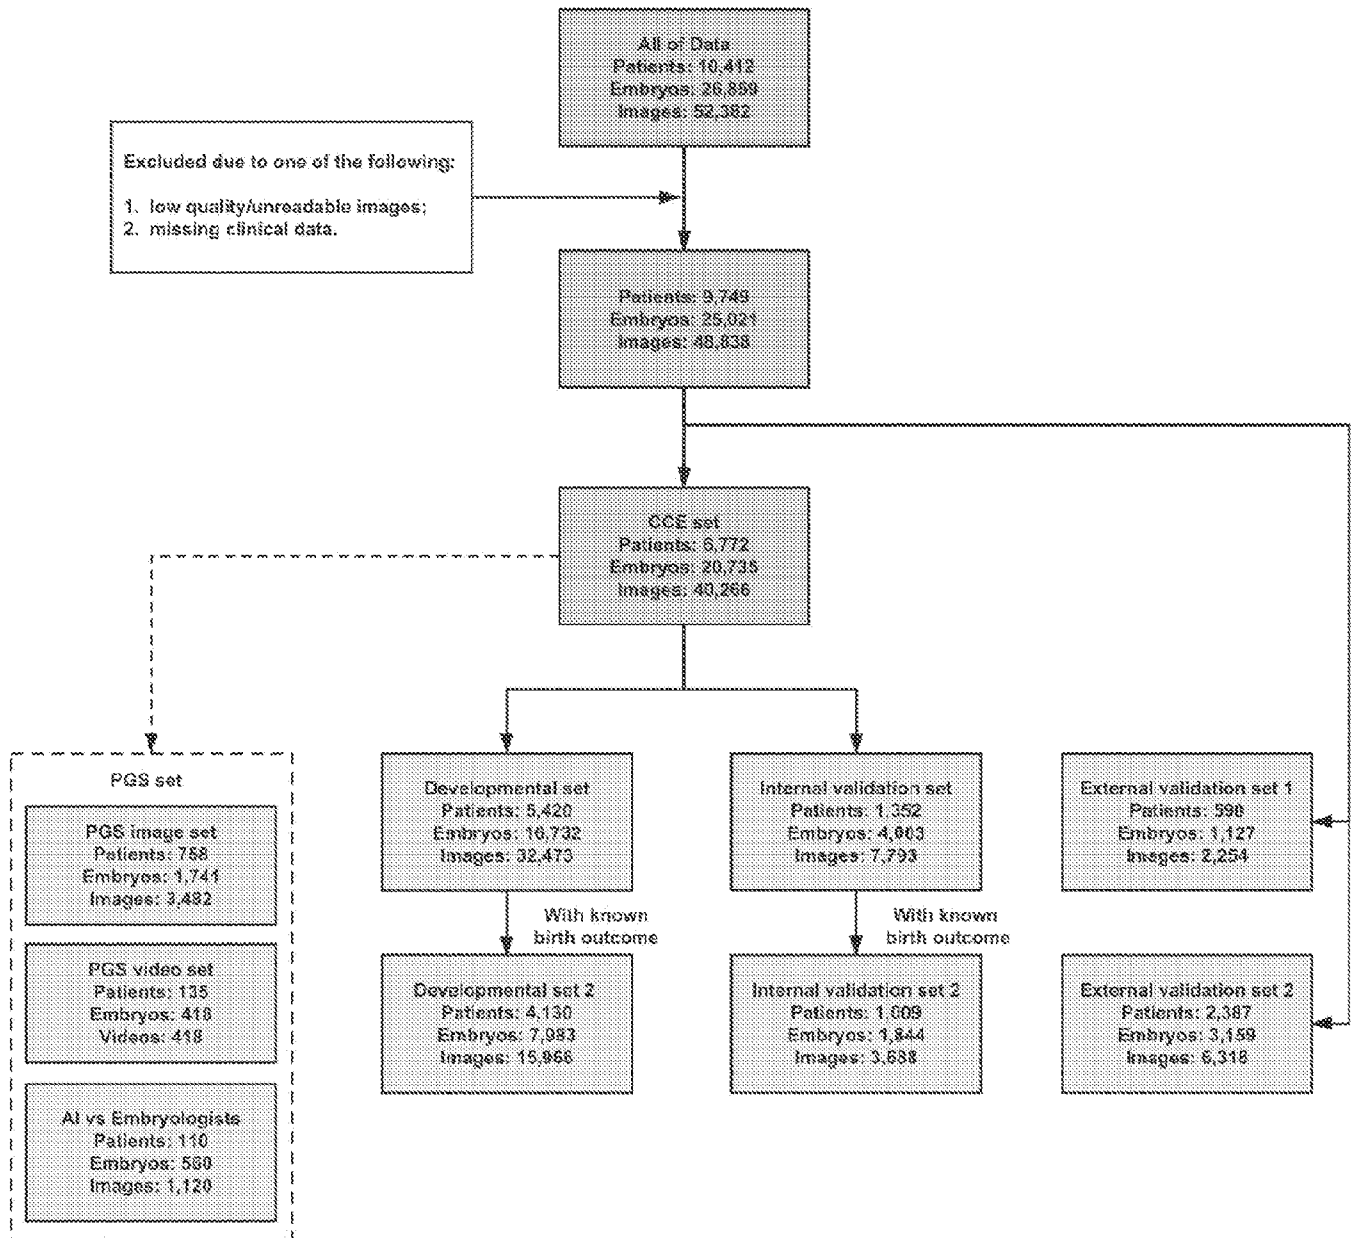 All of Data
Patients: 10,412
Embryos: 26,859
Images: 52,382
Excluded due to one of the following:
1. low quality/unreadable images;
2. missing clinical data.
Patients: 9,749
Embryos: 25,021
Images: 48,838
CCE set
Patients: 6,772
Embryos: 20,735
Images: 40,266
PGS set
PGS image set
Patients: 758
Embryos: 1,741
Images: 3,482
PGS video set
Patients: 135
Embryos: 418
Videos: 418
AI vs Embryologists
Patients: 110
Embryos: 560
Images: 1,120
Developmental set
Patients: 5,420
Embryos: 16,732
Images: 32,473
With known
birth outcome
Developmental set 2
Patients: 4,130
Embryos: 7,983
Images: 15,966
Internal validation set
Patients: 1,352
Embryos: 4,003
Images: 7,793
With known
birth outcome
Internal validation set 2
Patients: 1,009
Embryos: 1,844
Images: 3,688
External validation set 1
Patients: 590
Embryos: 1,127
Images: 2,254
External validation set 2
Patients: 2,387
Embryos: 3,159
Images: 6,318